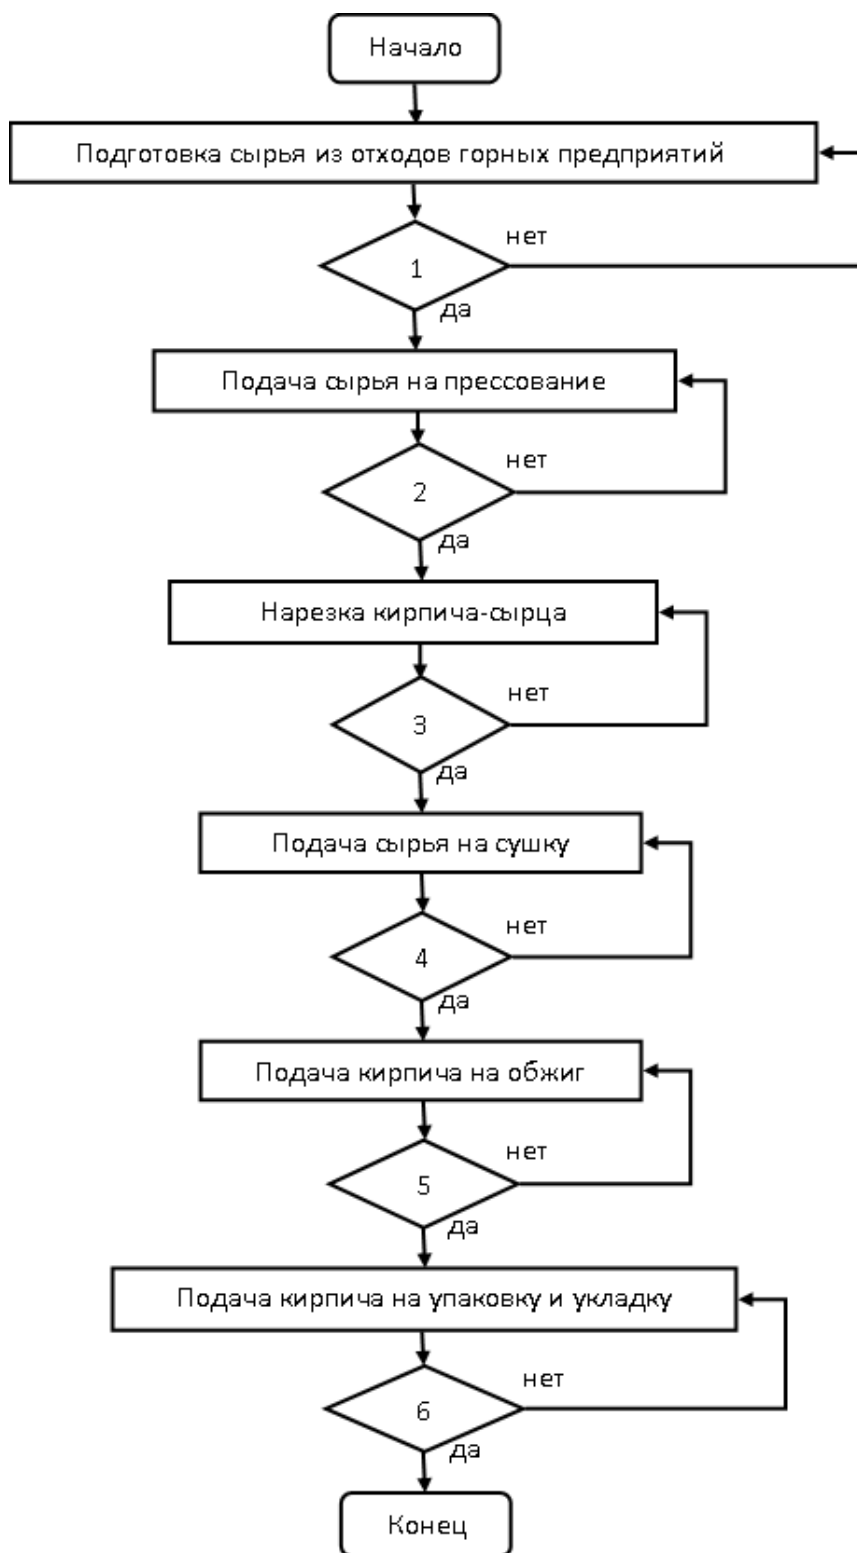 Начало
Подготовка сырья из отходов горных предприятий
нет
1
да
Подача сырья на прессование
нет
2
да
Нарезка кирпича-сырца
нет
3
да
Подача сырья на сушку
нет
4
да
Подача кирпича на обжиг
нет
5
да
Подача кирпича на упаковку и укладку
нет
6
да
Конец